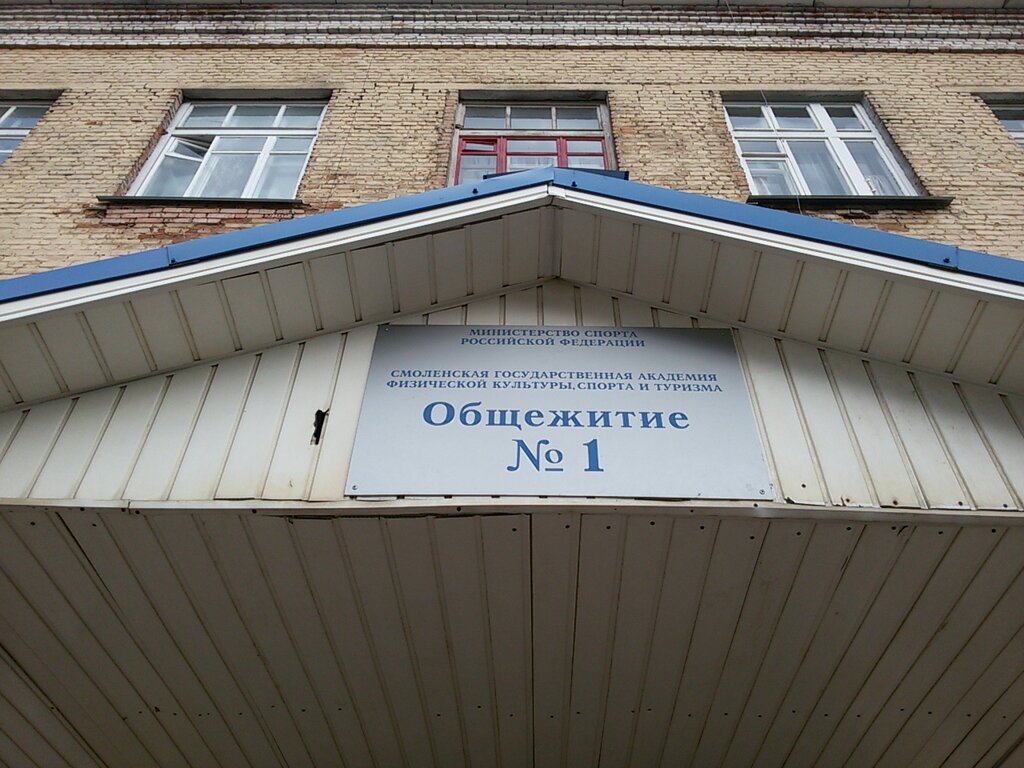 МИНИСТЕРСТВО СПОРТА
РОССИЙСКОЙ ФЕДЕРАЦИИ
СМОЛЕНСКАЯ ГОСУДАРСТВЕННАЯ АКАДЕМИЯ
ФИЗИЧЕСКОЙ КУЛЬТУРЫ, СПОРТА И ТУРИЗМА
Общежитие
№ 1